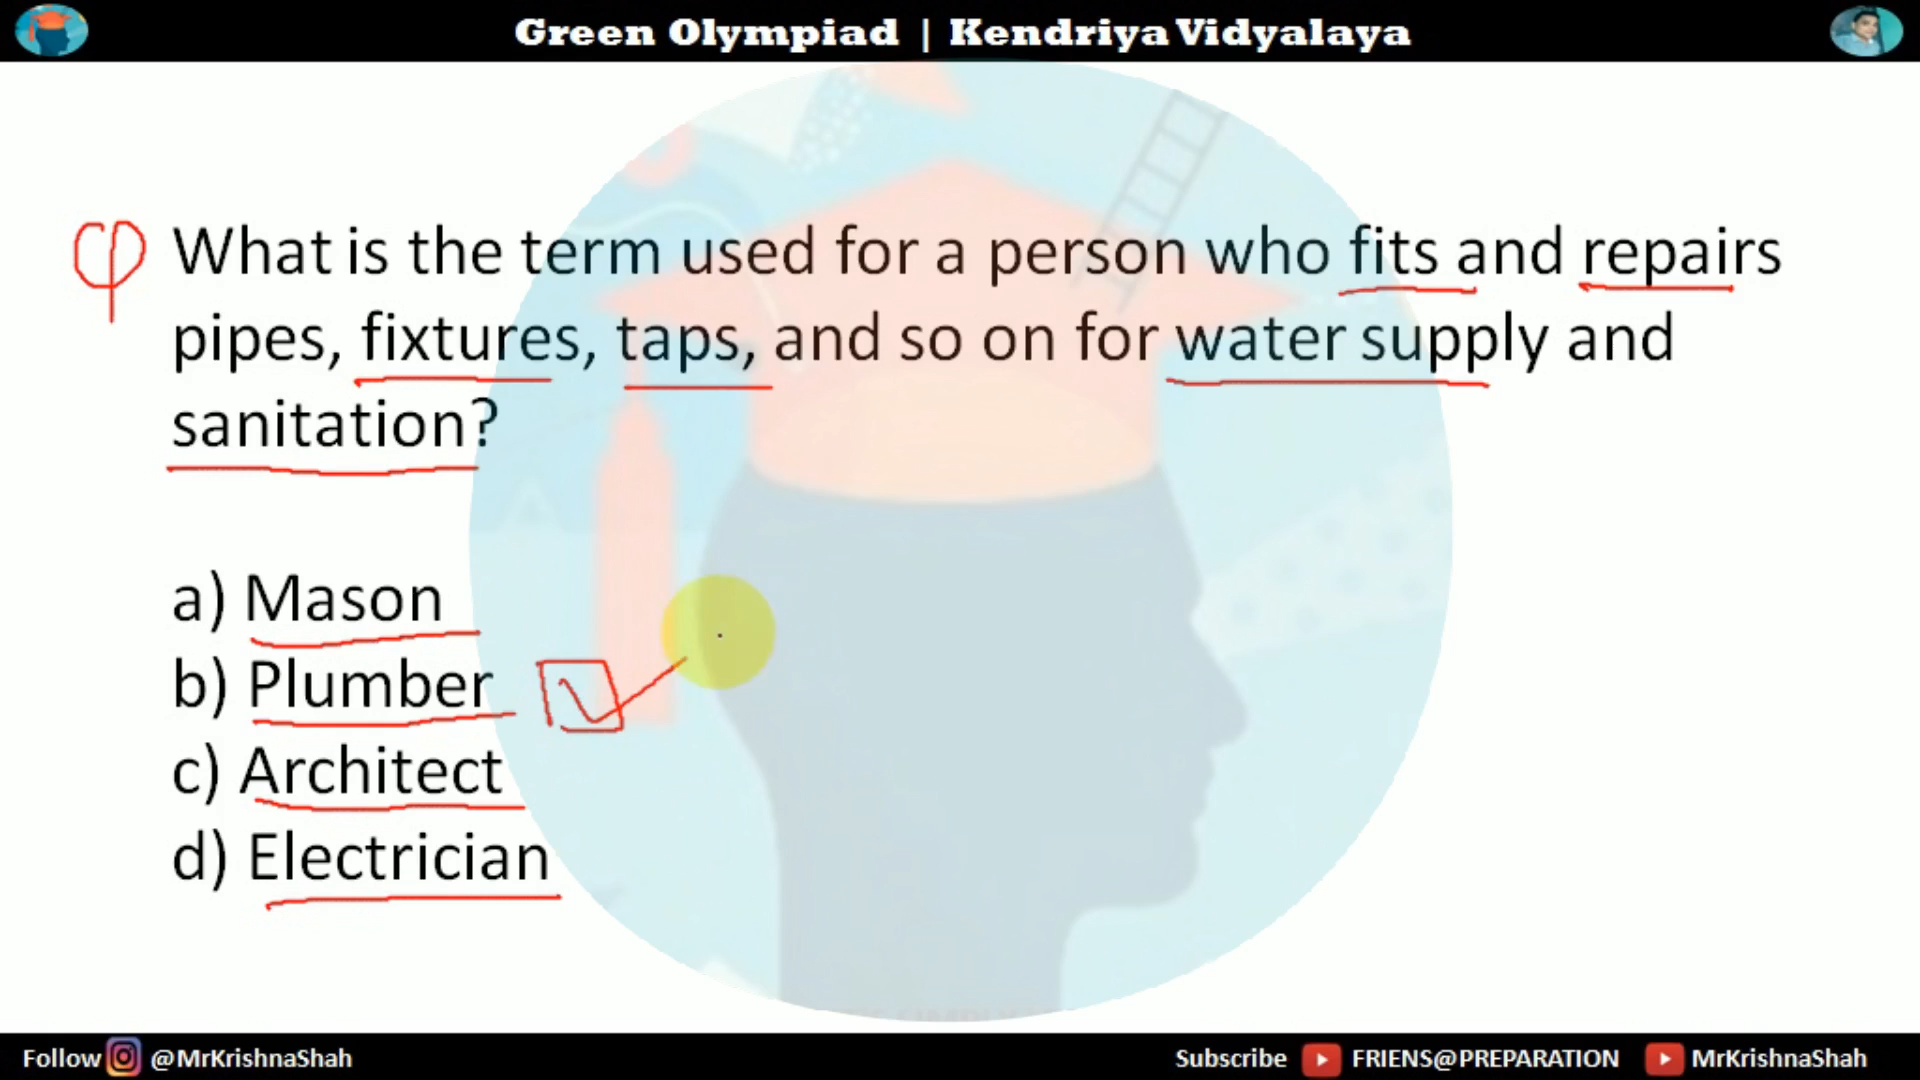 Green Olympiad | Kendriya Vidyalaya
What is the term used for a person who fits and repairs
pipes, fixtures, taps, and so on for water supply and
sanitation?
a) Mason
b) Plumber
c) Architect
d) Electrician
Follow @MrKrishnaShah
Subscribe FRIENS@PREPARATION MrKrishnaShah